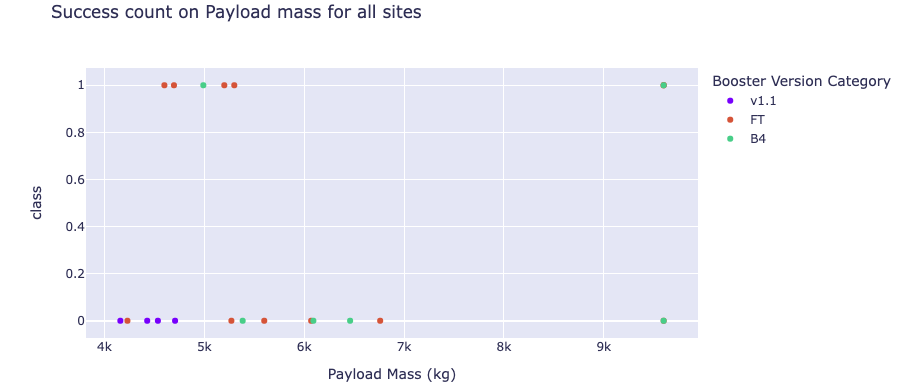 Success count on Payload mass for all sites
Booster Version Category
v1.1
FT
B4
class
1
0.8
0.6
0.4
0.2
0
4k 5k 6k 7k 8k 9k
Payload Mass (kg)